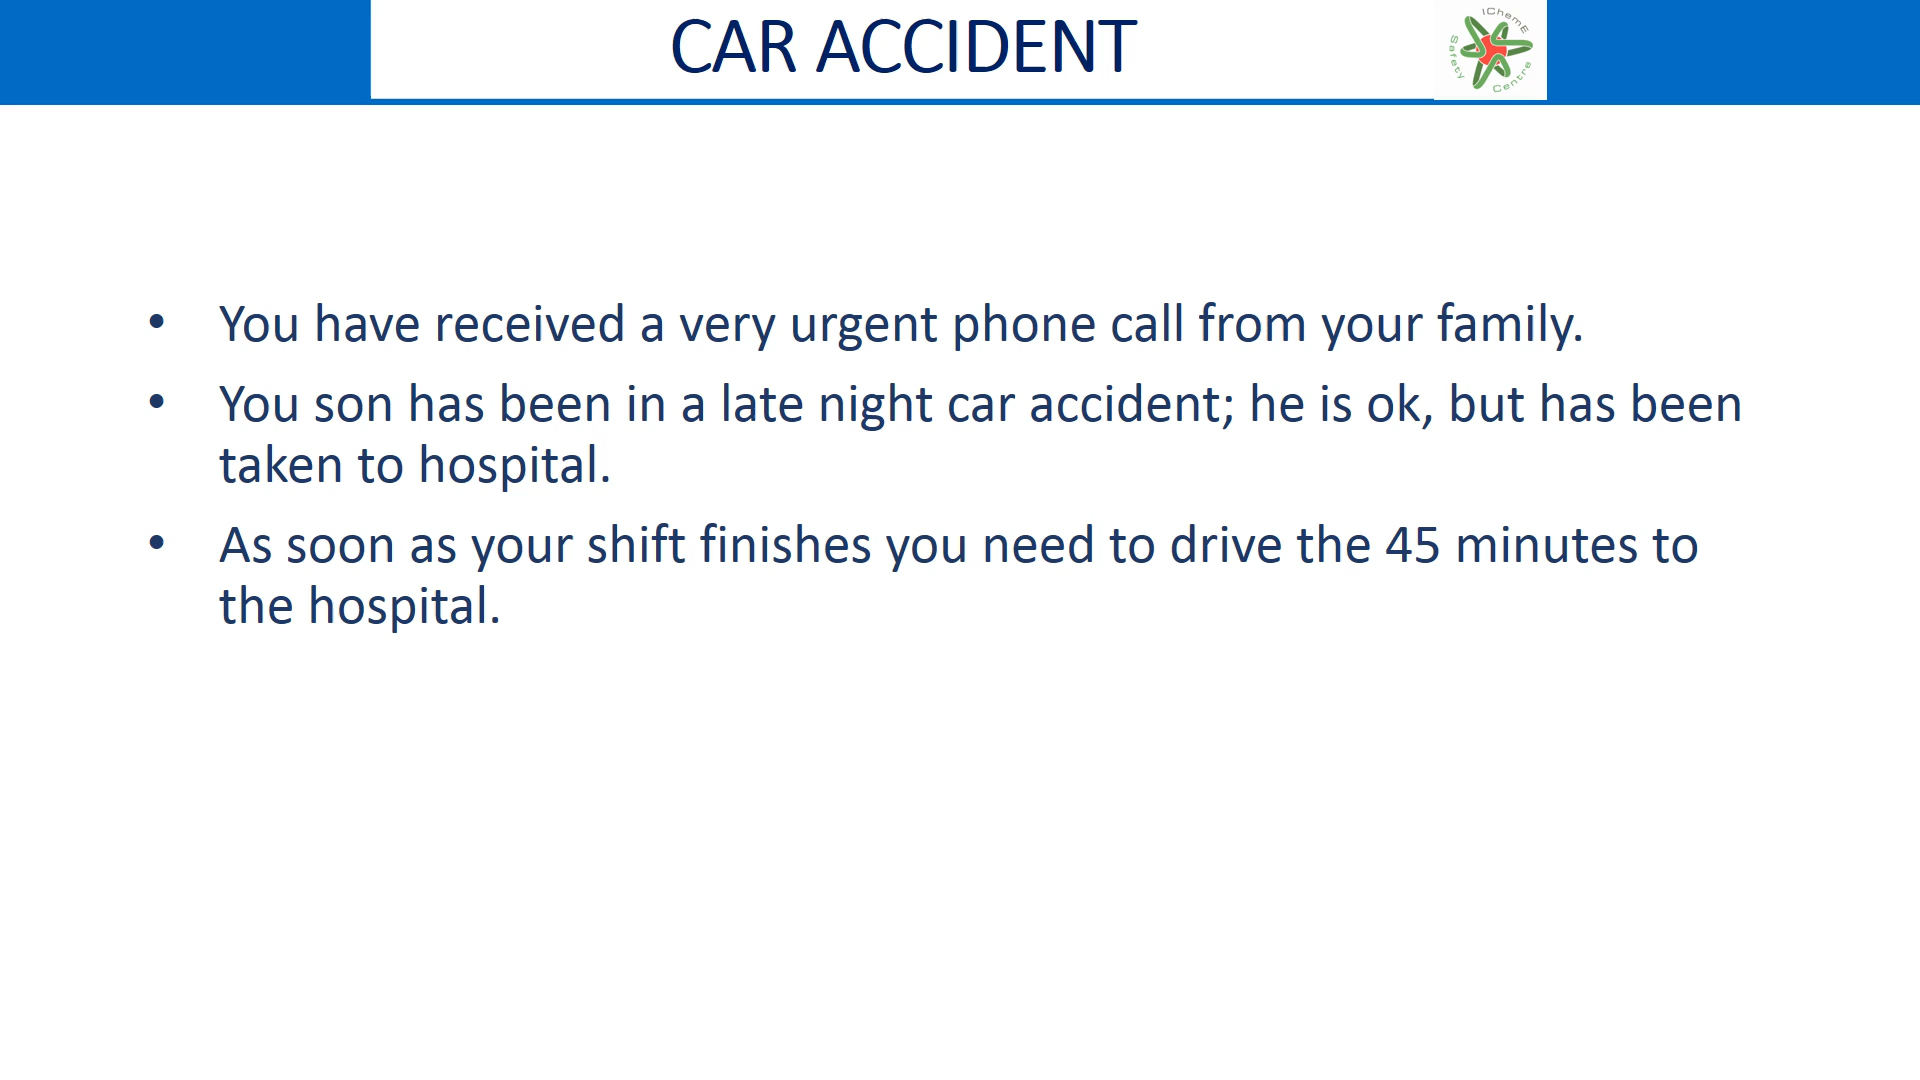 CAR ACCIDENT
IChemE
Safety
Centre
• You have received a very urgent phone call from your family.
• You son has been in a late night car accident; he is ok, but has been
taken to hospital.
• As soon as your shift finishes you need to drive the 45 minutes to
the hospital.